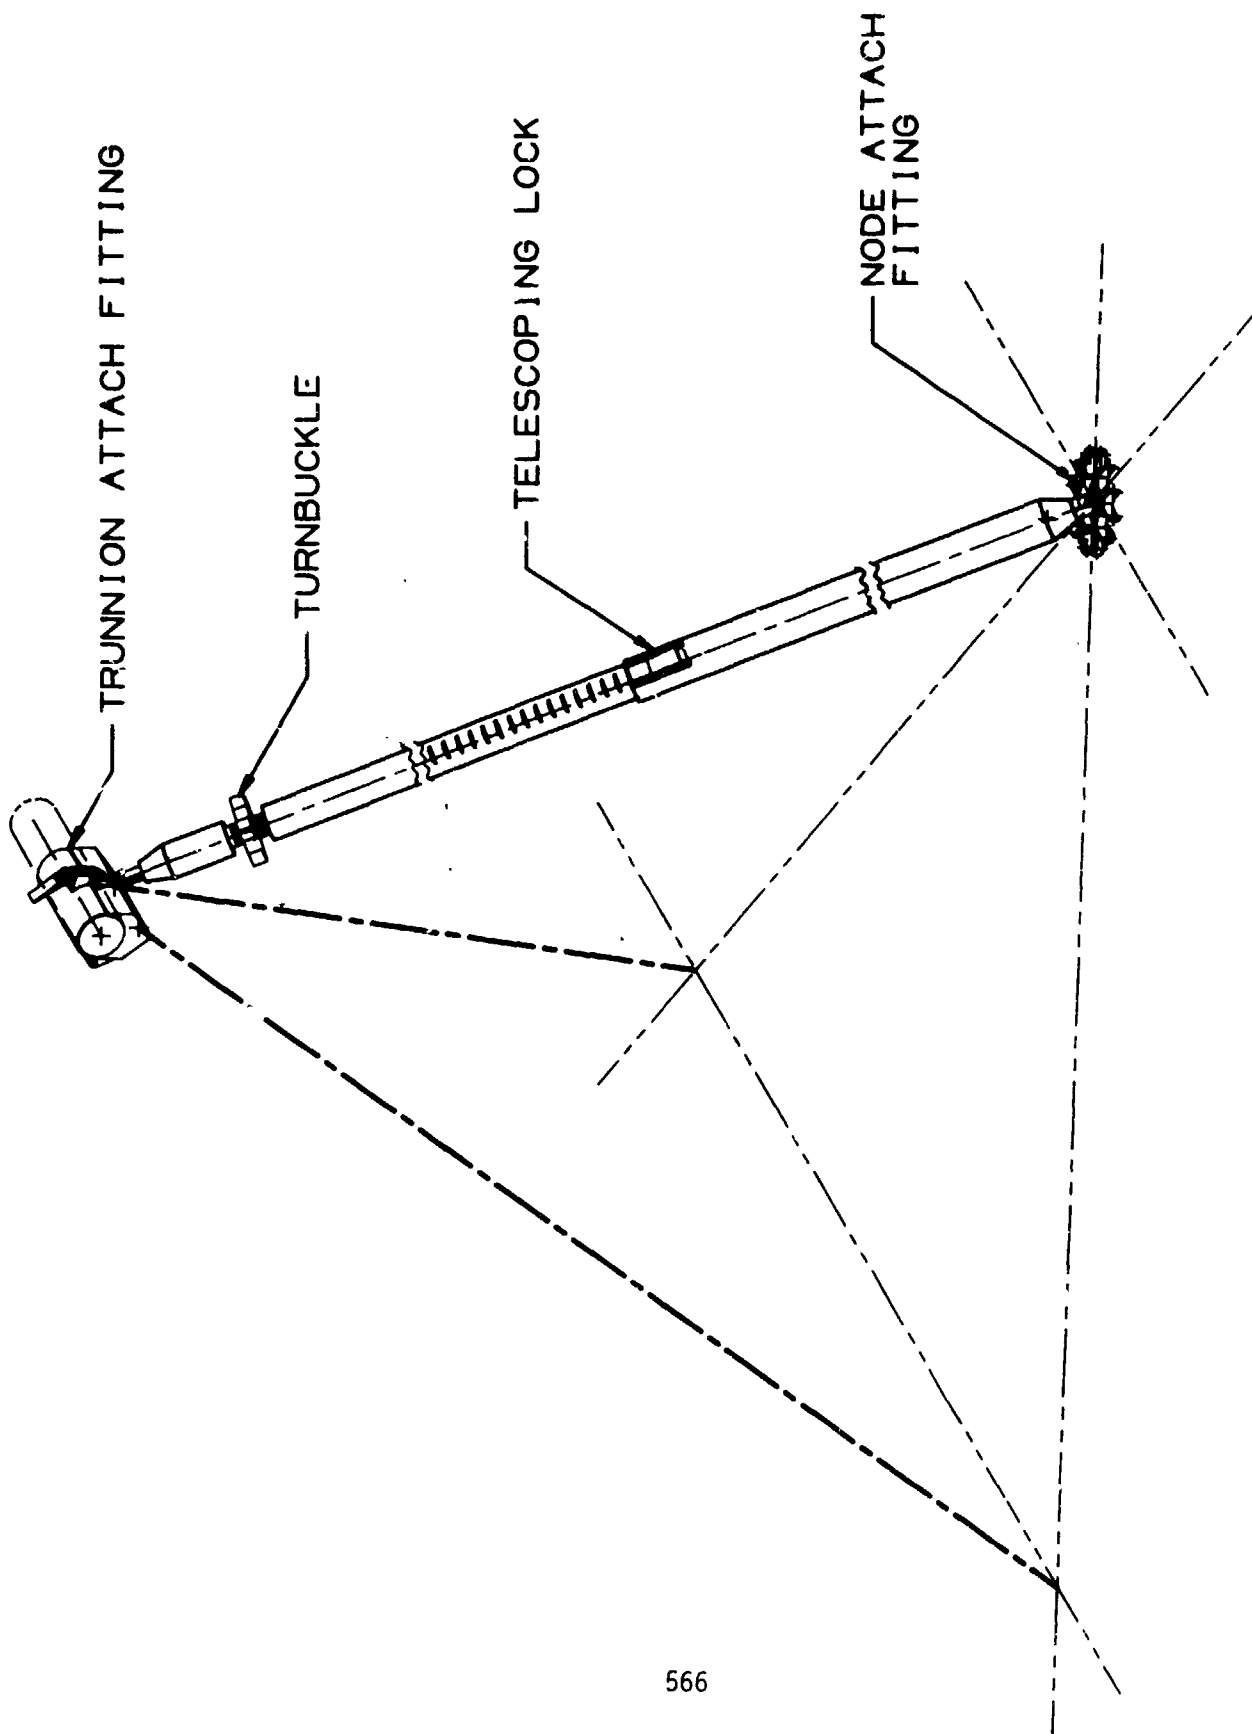 TRUNNION ATTACH FITTING
TURNBUCKLE
TELESCOPING LOCK
NODE ATTACH
FITTING
566